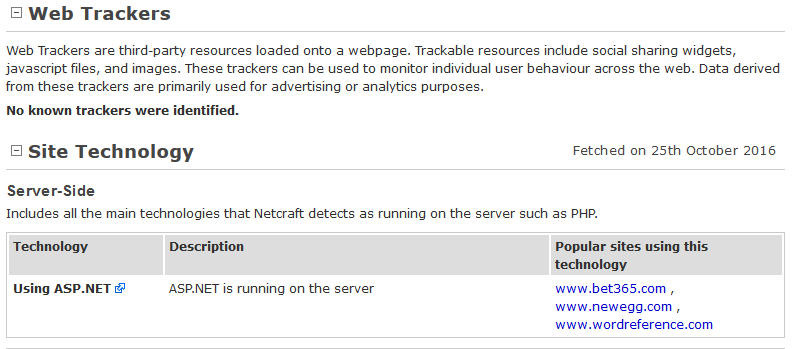 Web Trackers
Web Trackers are third-party resources loaded onto a webpage. Trackable resources include social sharing widgets,
javascript files, and images. These trackers can be used to monitor individual user behaviour across the web. Data derived
from these trackers are primarily used for advertising or analytics purposes.
No known trackers were identified.
Site Technology
Fetched on 25th October 2016
Server-Side
Includes all the main technologies that Netcraft detects as running on the server such as PHP.
Technology
Description
Popular sites using this
technology
Using ASP.NET
ASP.NET is running on the server
www.bet365.com ,
www.newegg.com ,
www.wordreference.com